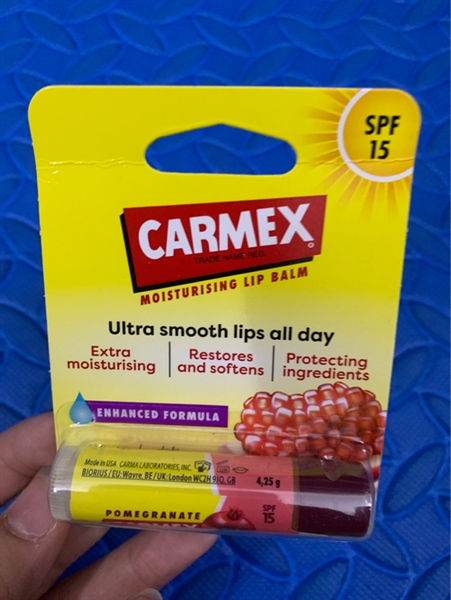 SPF
15
CARMEX
TRADE NAME REG.
MOISTURISING LIP BALM
Ultra smooth lips all day
Extra
moisturising
Restores
and softens
Protecting
ingredients
ENHANCED FORMULA
Made in USA CARMA LABORATORIES, INC.
BIORIUS/EU: Wavre, BE/UK: London WC2H 9JQ, GB
4,25 g
POMEGRANATE
SPF
15
CARMEX